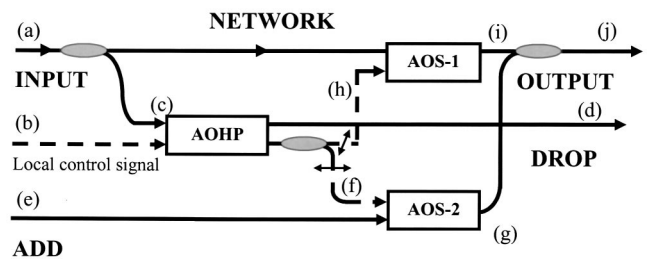 (a)
NETWORK
(i)
(j)
INPUT
AOS-1
OUTPUT
(h)
(c)
(d)
(b)
AOHP
Local control signal
DROP
(f)
(e)
AOS-2
(g)
ADD